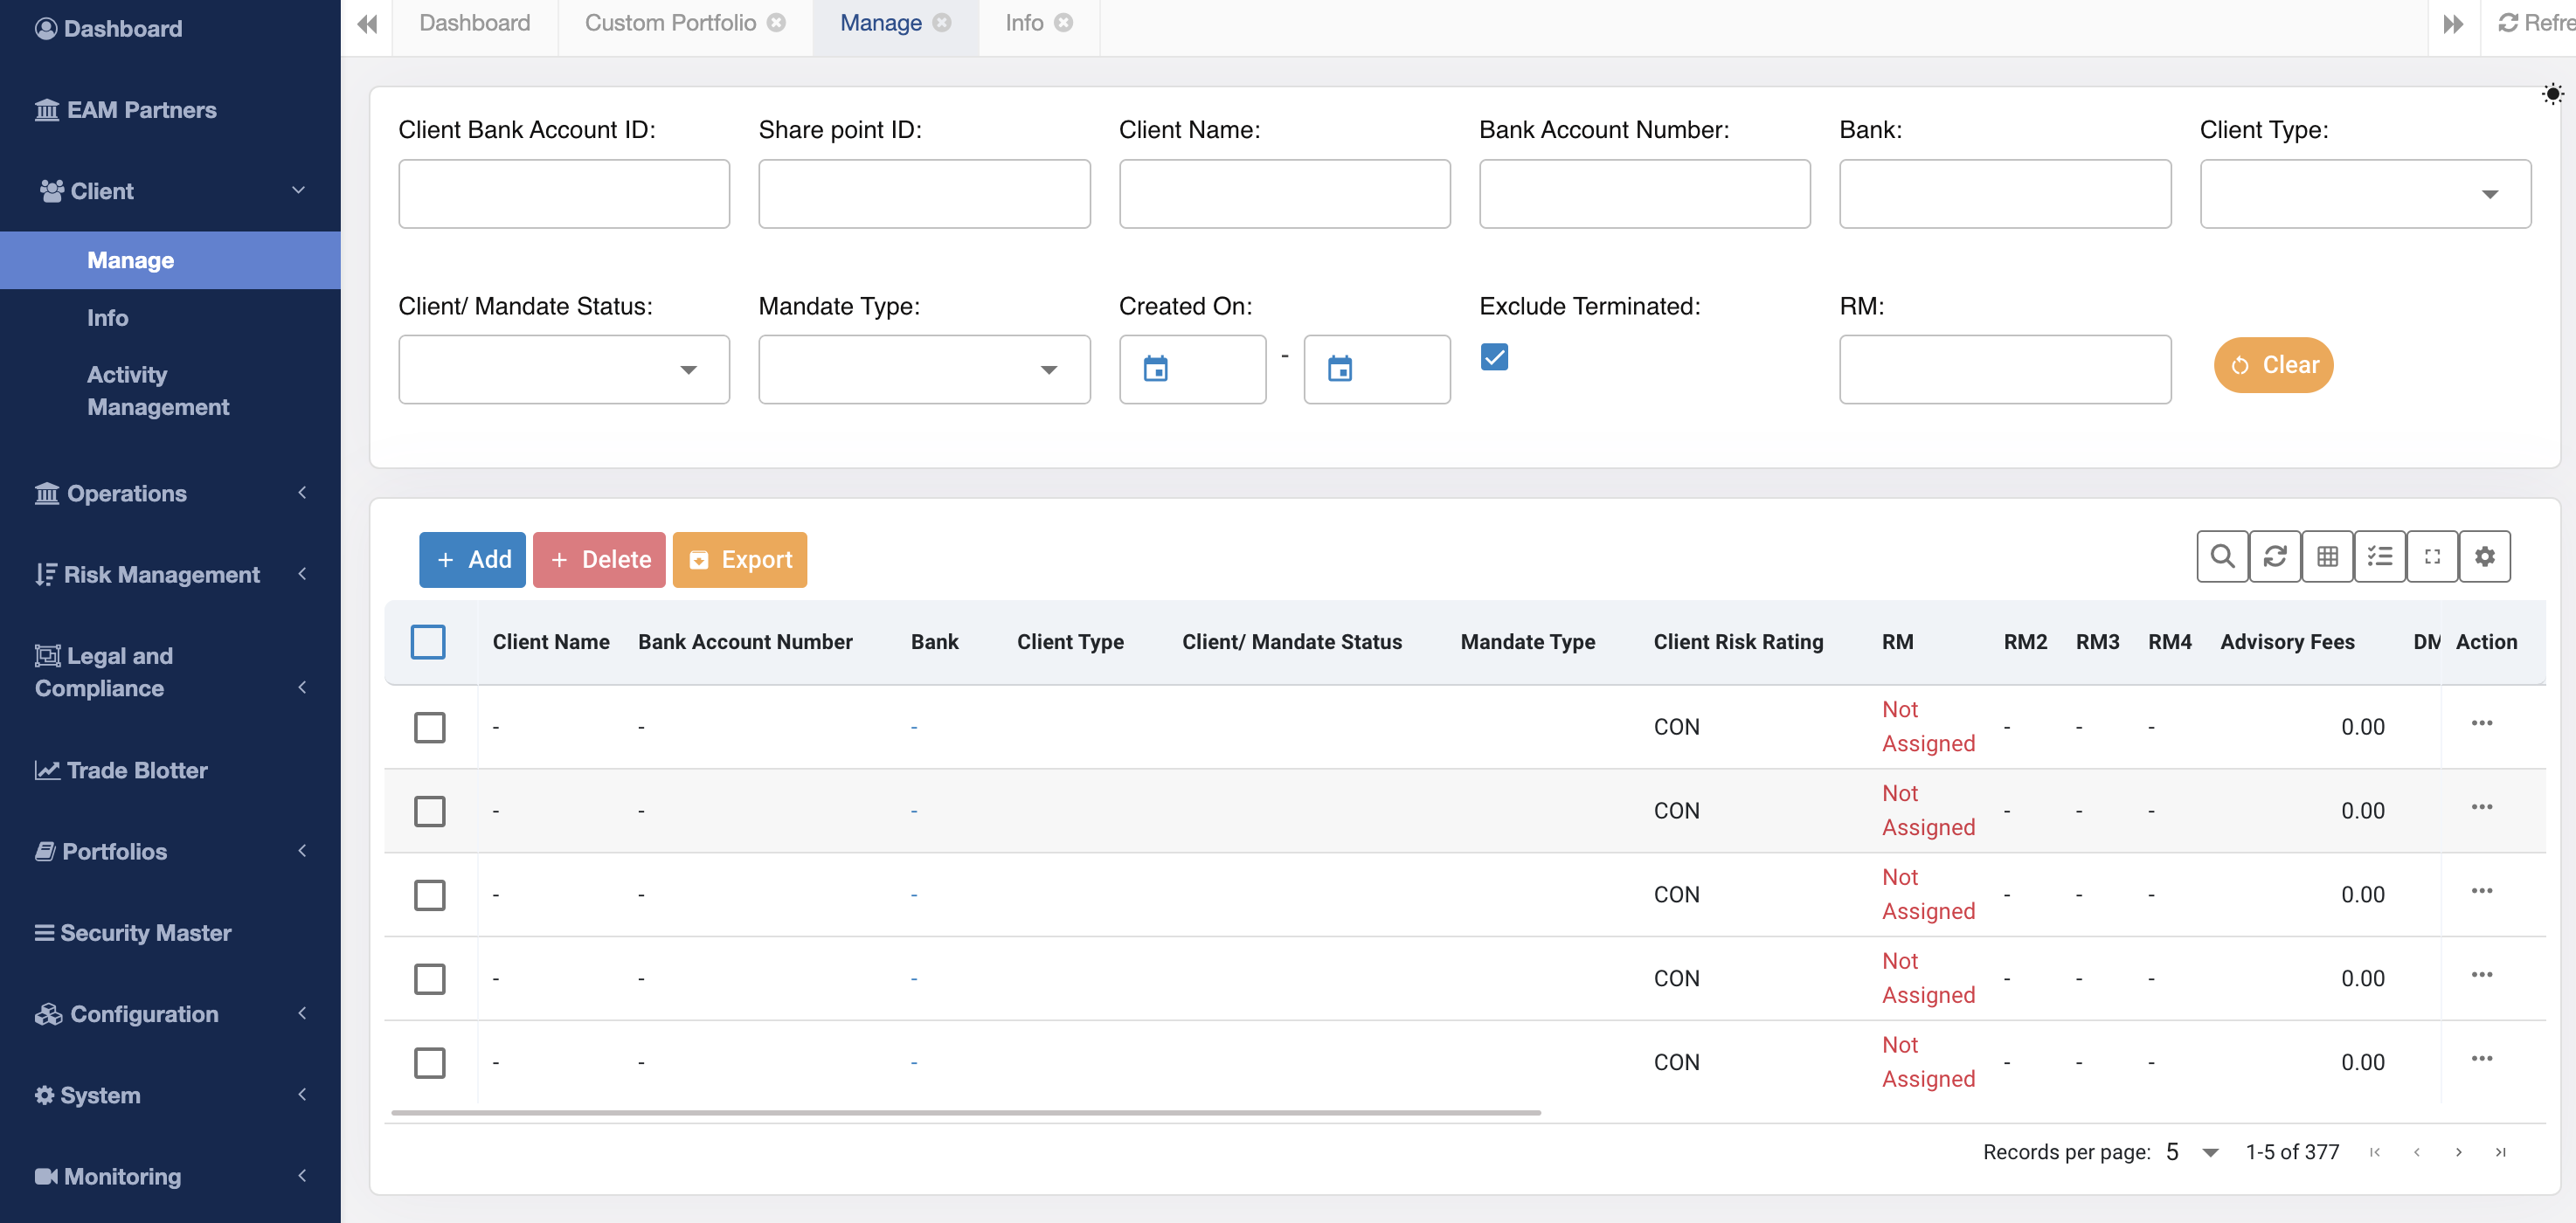 Dashboard
EAM Partners
Client
Manage
Info
Activity
Management
Operations
Risk Management
Legal and
Compliance
Trade Blotter
Portfolios
Security Master
Configuration
System
Monitoring
Dashboard
Custom Portfolio
Manage
Info
Refre
Client Bank Account ID:
Share point ID:
Client Name:
Bank Account Number:
Bank:
Client Type:
Client/ Mandate Status:
Mandate Type:
Created On:
-
Exclude Terminated:
RM:
Clear
+ Add
+ Delete
Export
Client Name Bank Account Number Bank Client Type Client/ Mandate Status Mandate Type Client Risk Rating RM RM2 RM3 RM4 Advisory Fees DM Action
- - - CON Not Assigned - - - 0.00 ...
- - - CON Not Assigned - - - 0.00 ...
- - - CON Not Assigned - - - 0.00 ...
- - - CON Not Assigned - - - 0.00 ...
- - - CON Not Assigned - - - 0.00 ...
Records per page: 5 1-5 of 377